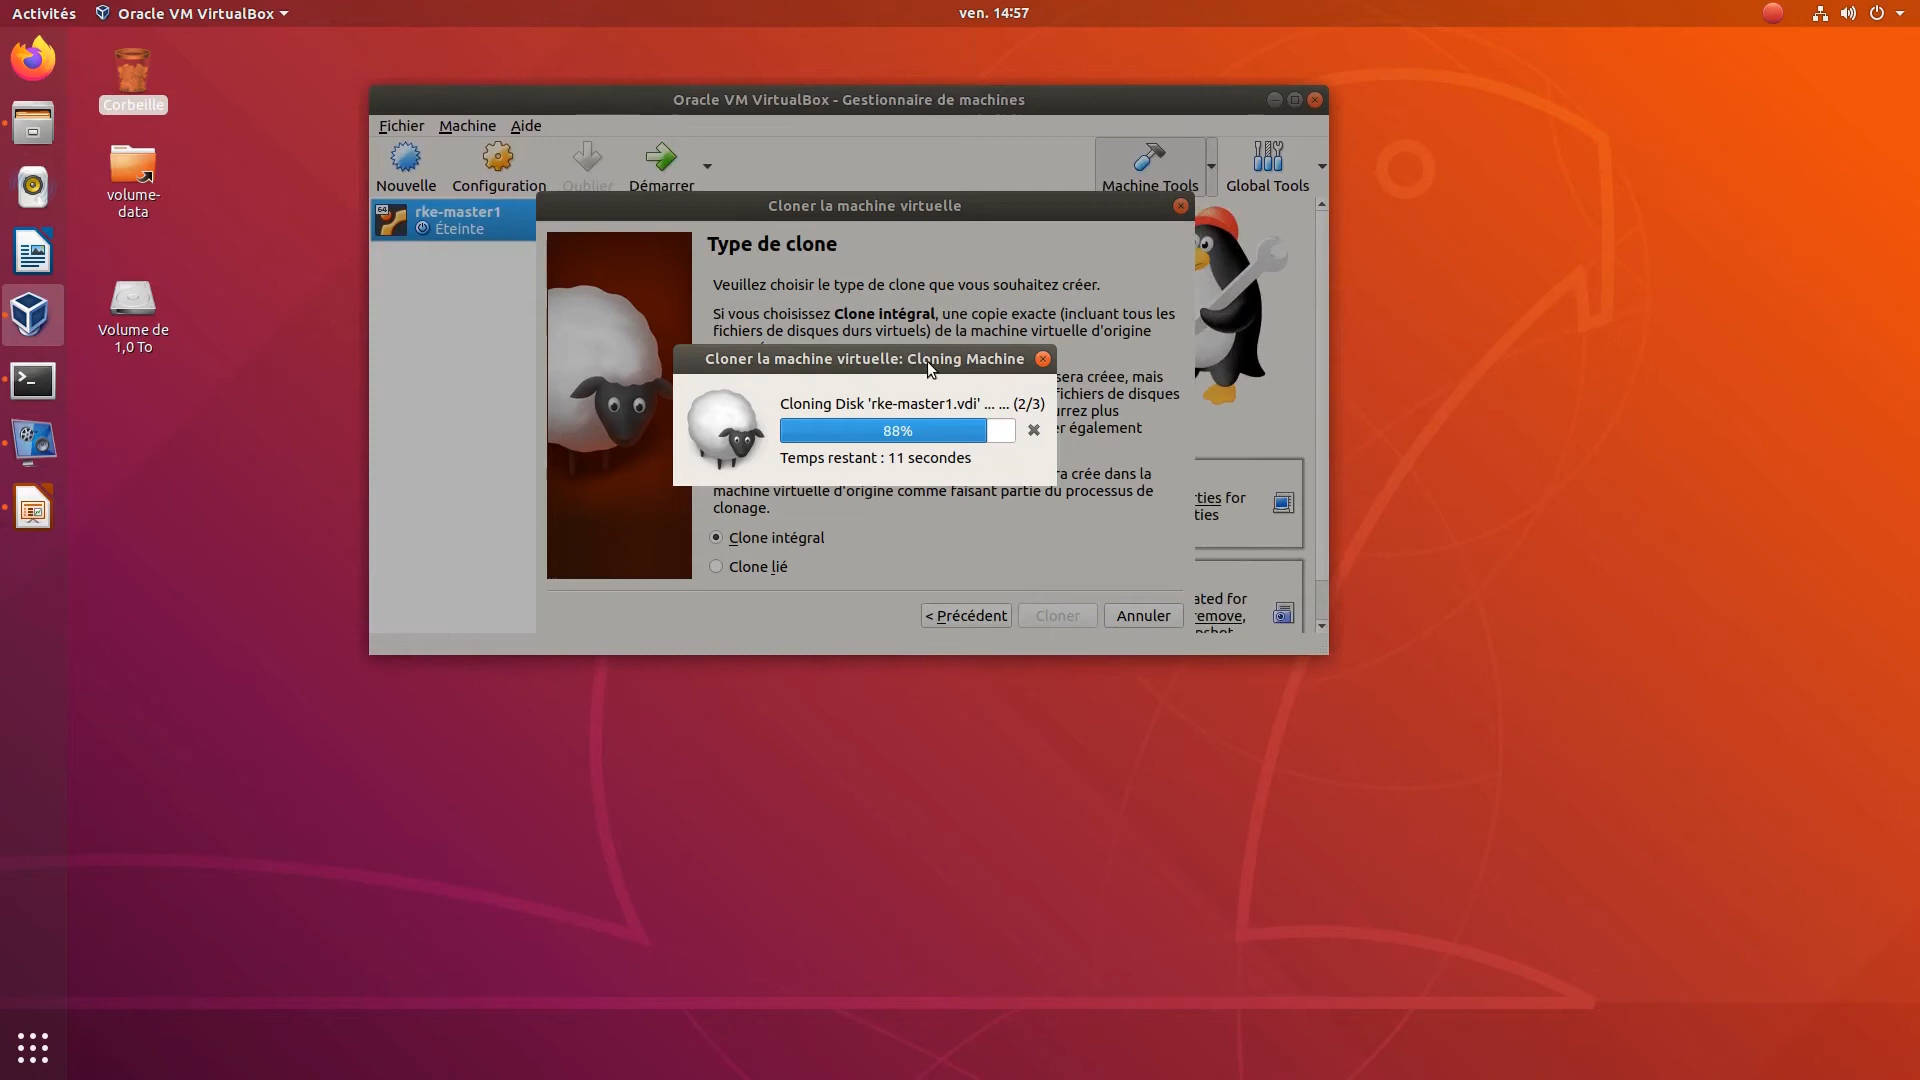 Activités
Oracle VM VirtualBox
ven. 14:57
Corbeille
volume-
data
Volume de
1,0 To
Oracle VM VirtualBox - Gestionnaire de machines
Fichier Machine Aide
Nouvelle Configuration Oublier Démarrer
Machine Tools Global Tools
64
rke-master1
Éteinte
Cloner la machine virtuelle
Type de clone
Veuillez choisir le type de clone que vous souhaitez créer.
Si vous choisissez Clone intégral, une copie exacte (incluant tous les
fichiers de disques durs virtuels) de la machine virtuelle d'origine
Cloner la machine virtuelle: Cloning Machine
sera créee, mais
fichiers de disques
urrez plus
er également
Cloning Disk 'rke-master1.vdi' ... ... (2/3)
88%
Temps restant : 11 secondes
ra crée dans la
machine virtuelle d'origine comme faisant partie du processus de
clonage.
Clone intégral
Clone lié
< Précédent Cloner Annuler
rties for
ties
ated for
remove,